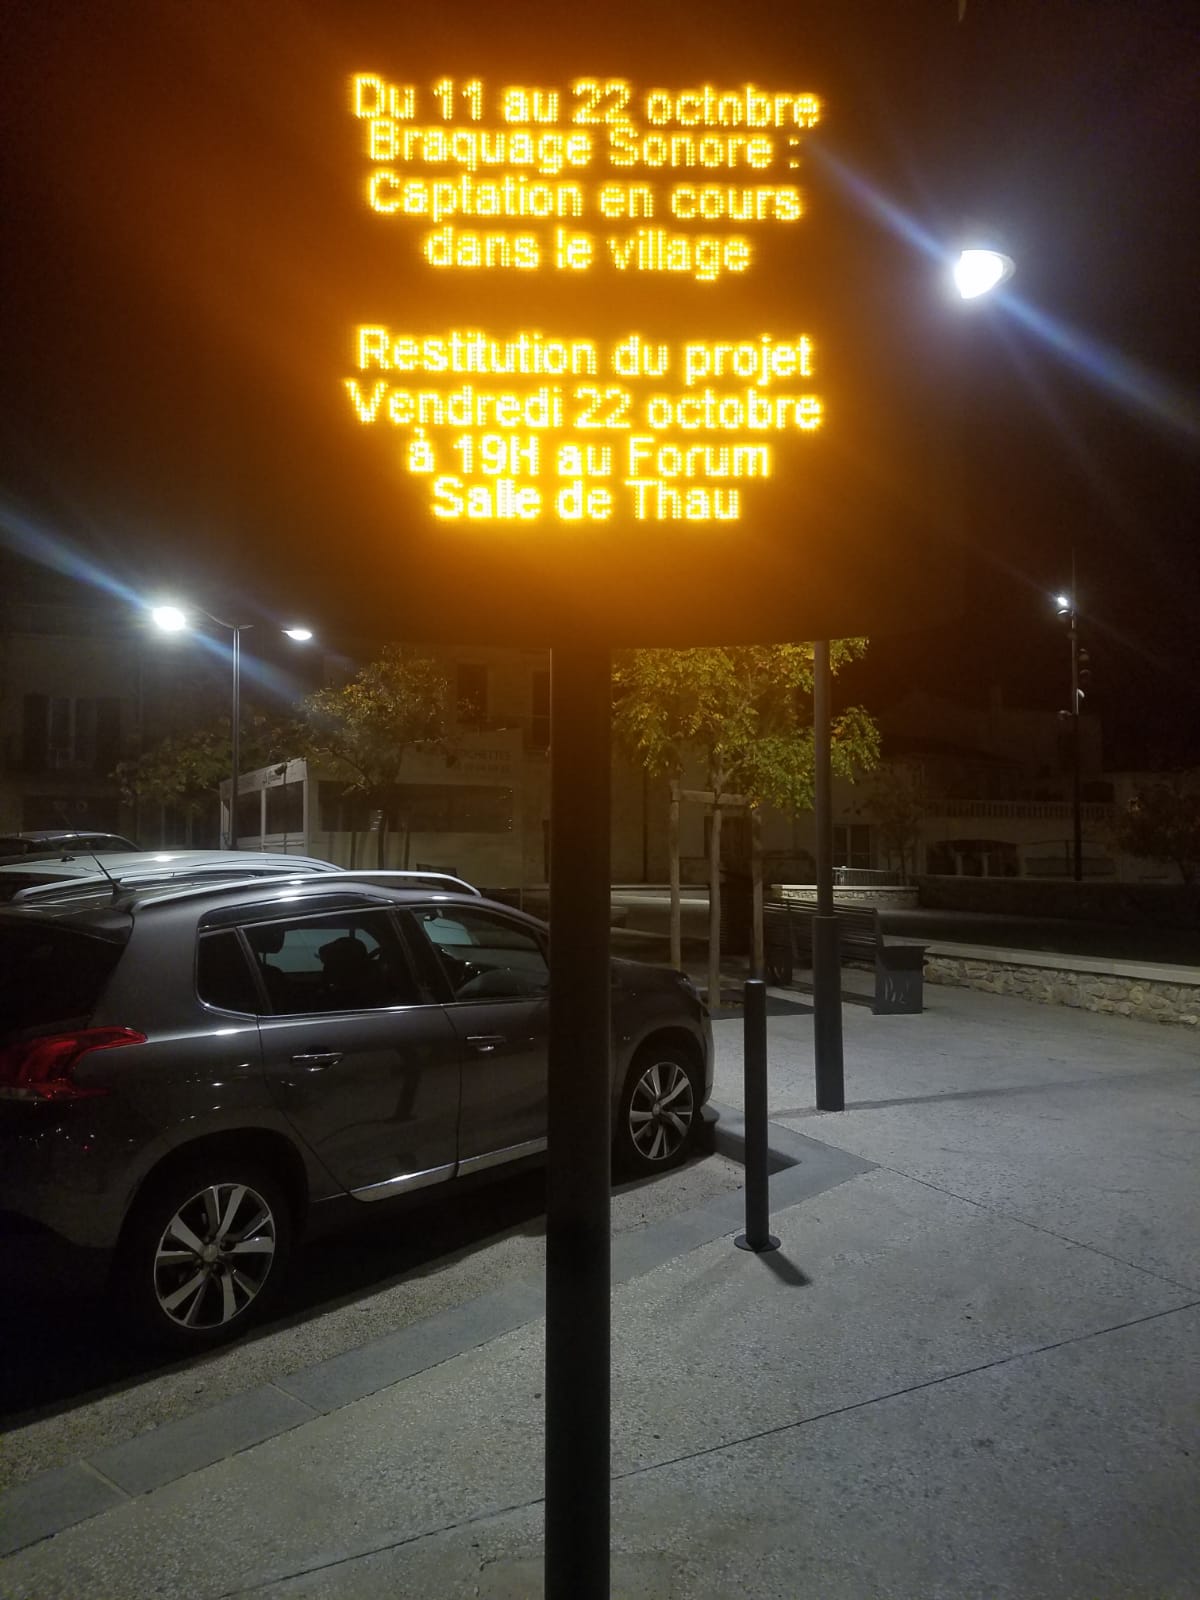 Du 11 au 22 octobre
Braquage Sonore :
Captation en cours
dans le village
Restitution du projet
Vendredi 22 octobre
à 19H au Forum
Salle de Thau